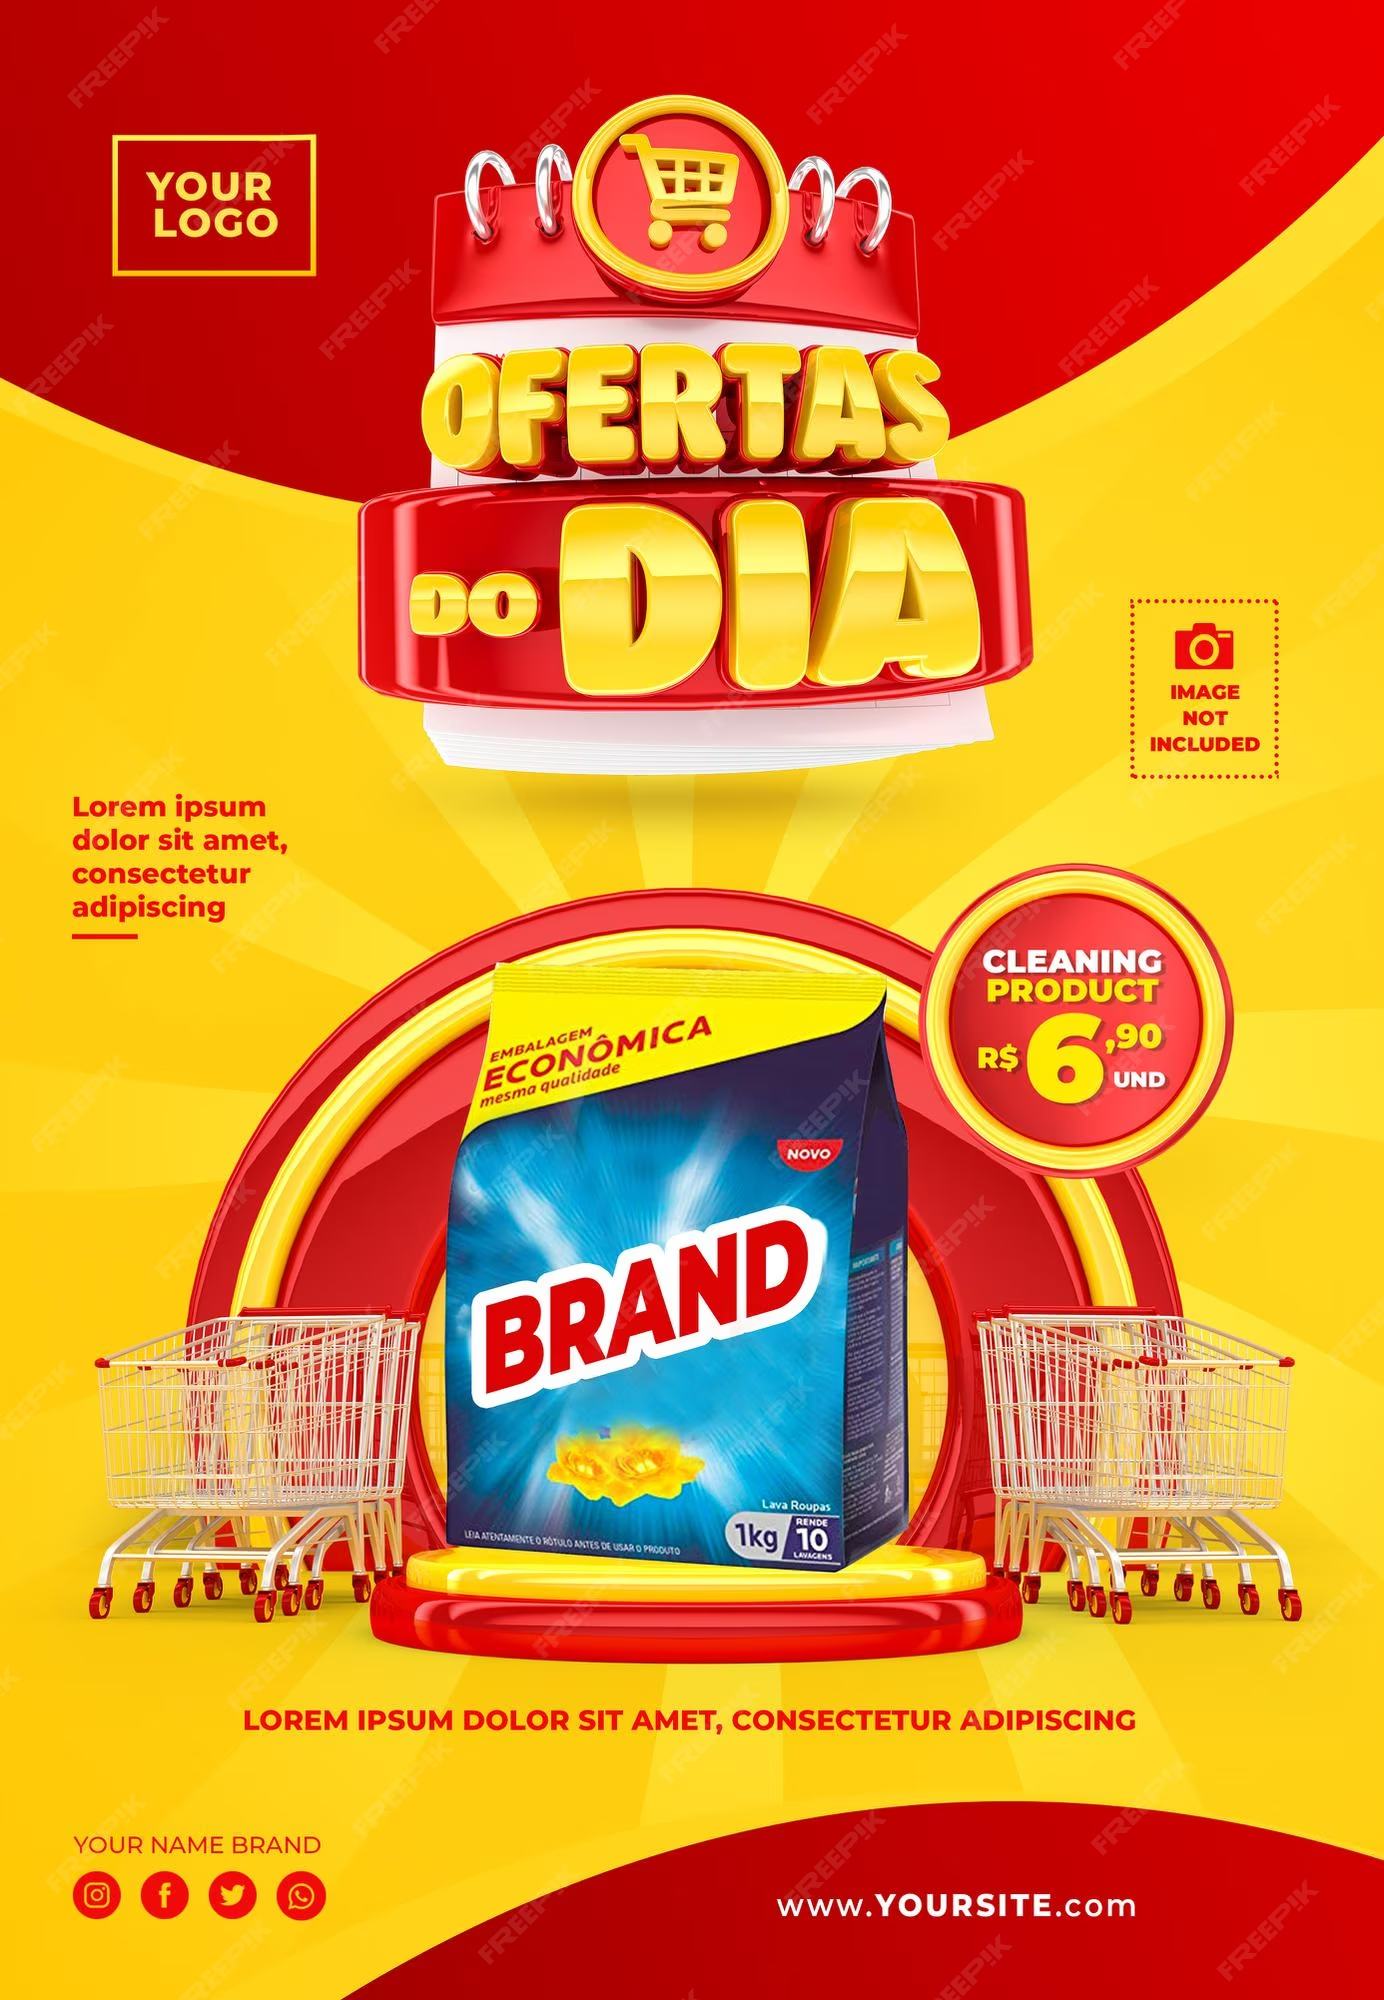 YOUR
LOGO
OFERTAS
DO DIA
IMAGE
NOT
INCLUDED
Lorem ipsum
dolor sit amet,
consectetur
adipiscing
CLEANING
PRODUCT
R$ 6,90
UND
EMBALAGEM
ECONÔMICA
mesma qualidade
NOVO
BRAND
Lava Roupas
1kg
RENDE
10
LAVAGENS
LEIA ATENTAMENTE O RÓTULO ANTES DE USAR O PRODUTO
LOREM IPSUM DOLOR SIT AMET, CONSECTETUR ADIPISCING
YOUR NAME BRAND
www.YOURSITE.com
FREEPIK